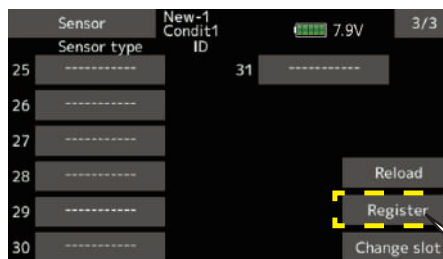 Sensor New-1 Condit1 7.9V 3/3
Sensor type ID
25 ----------- 31 -----------
26 -----------
27 -----------
28 ----------- Reload
29 ----------- Register
30 ----------- Change slot